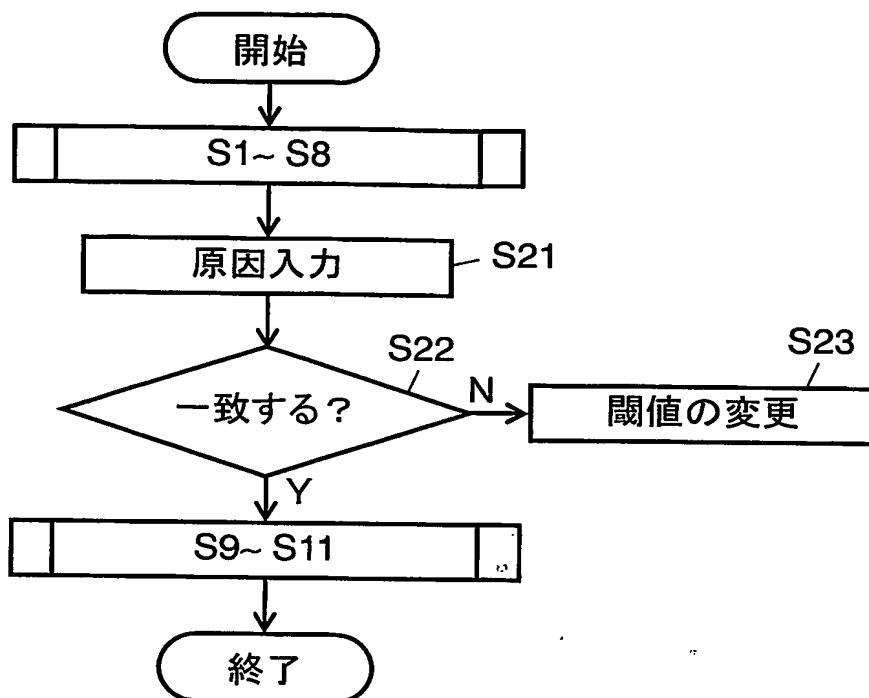 開始
S1~ S8
原因入力
S21
一致する?
S22
N
S23
閾値の変更
Y
S9~ S11
終了